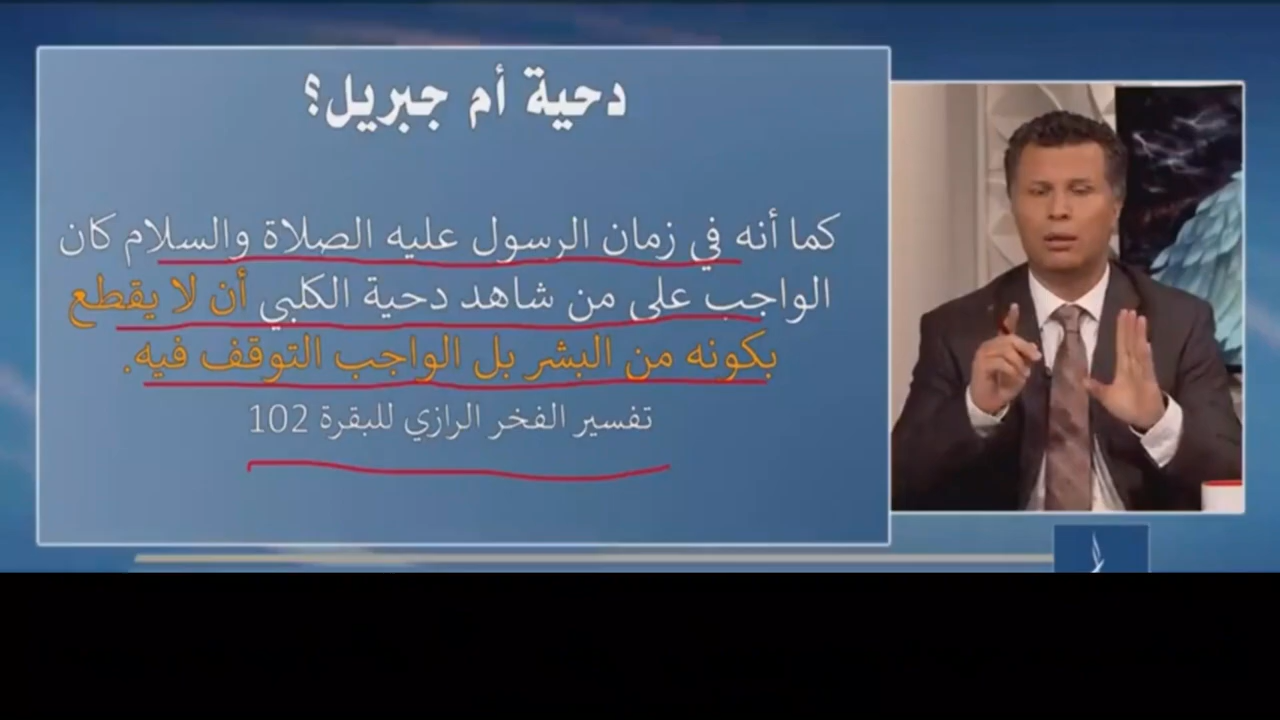 دحية أم جبريل؟
كما أنه في زمان الرسول عليه الصلاة والسلام كان
الواجب على من شاهد دحية الكلبي أن لا يقطع
بكونه من البشر بل الواجب التوقف فيه.
تفسير الفخر الرازي للبقرة 102